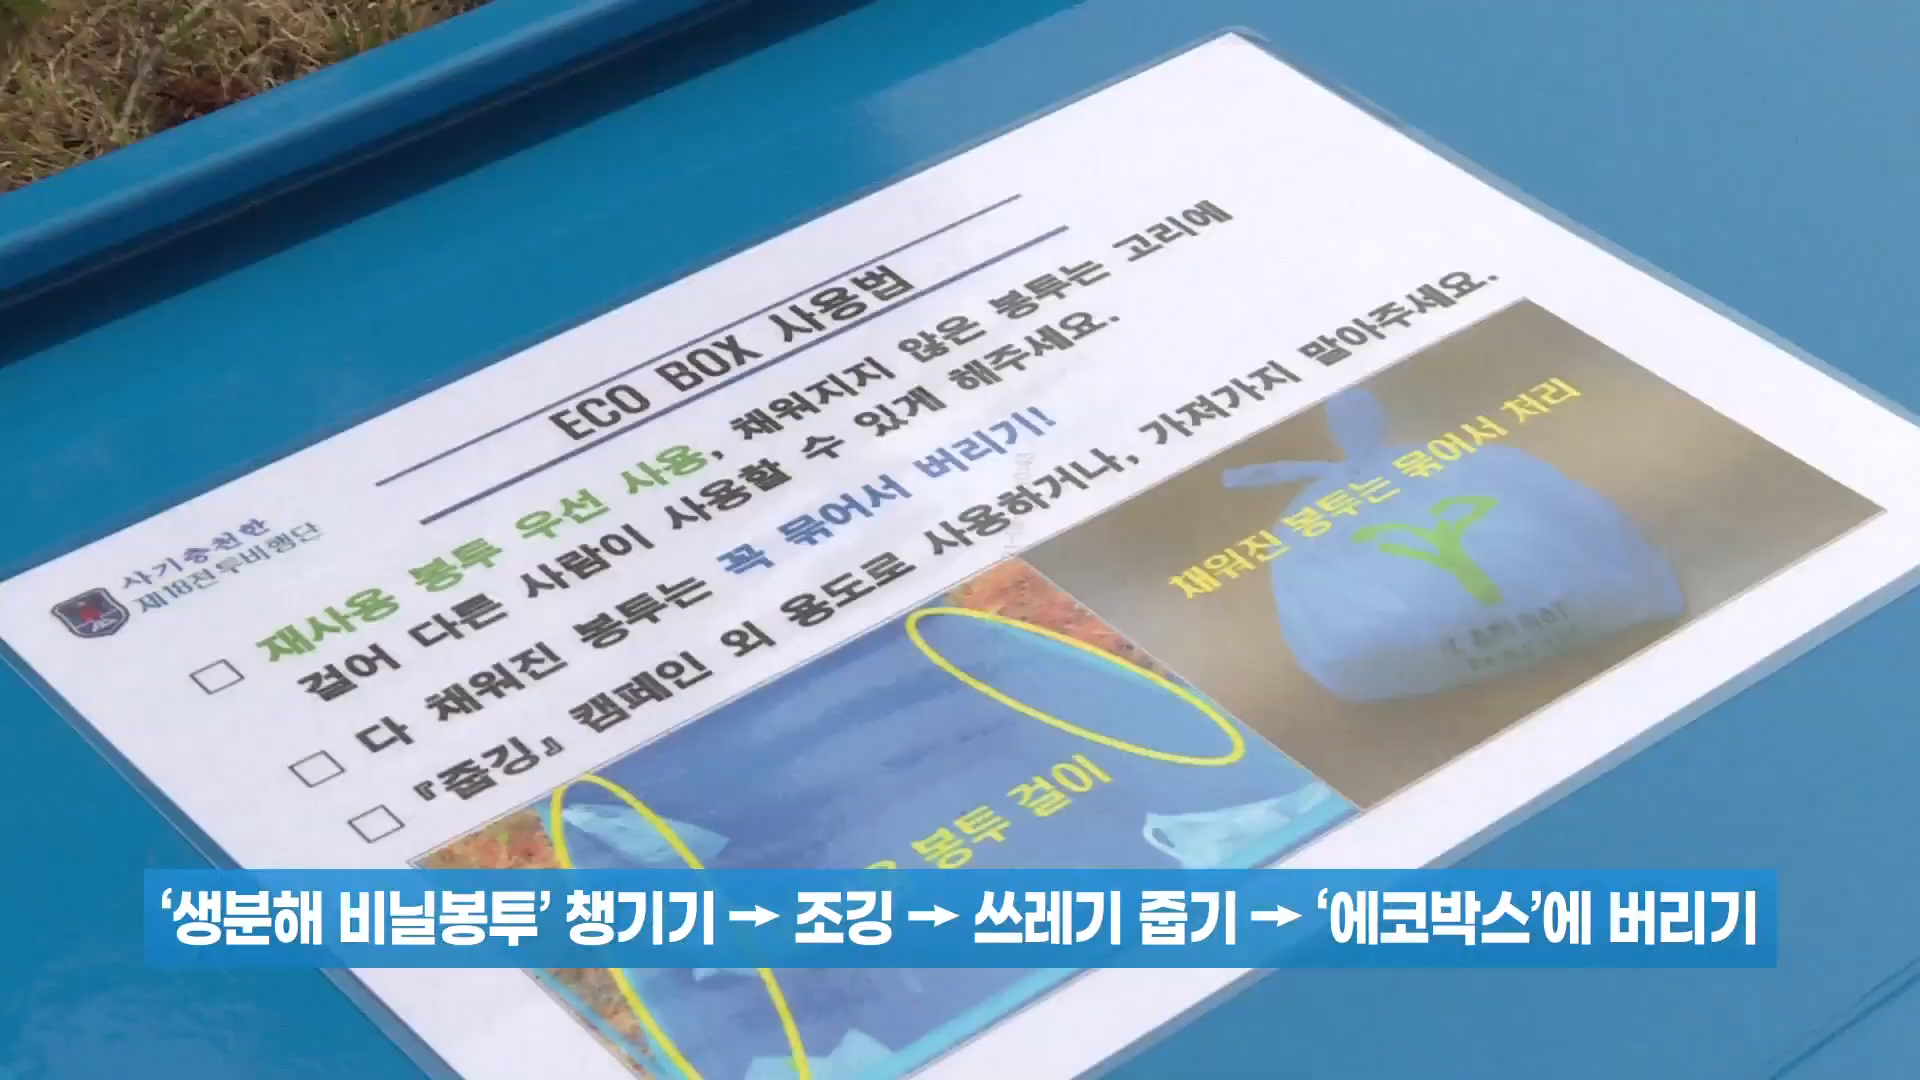 사기충천한
제18전투비행단
ECO BOX 사용법
□ 재사용 봉투 우선 사용, 채워지지 않은 봉투는 고리에
걸어 다른 사람이 사용할 수 있게 해주세요.
□ 다 채워진 봉투는 꼭 묶어서 버리기!
□ 『줍깅』 캠페인 외 용도로 사용하거나, 가져가지 말아주세요.
채워진 봉투는 묶어서 처리
봉투 걸이
‘생분해 비닐봉투’ 챙기기 → 조깅 → 쓰레기 줍기 → ‘에코박스’에 버리기